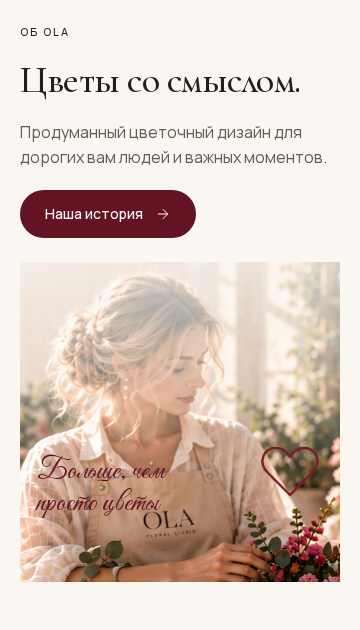 ОБ OLA
Цветы со смыслом.
Продуманный цветочный дизайн для
дорогих вам людей и важных моментов.
Наша история
Больше, чем
просто цветы
OLA
FLORAL STUDIO